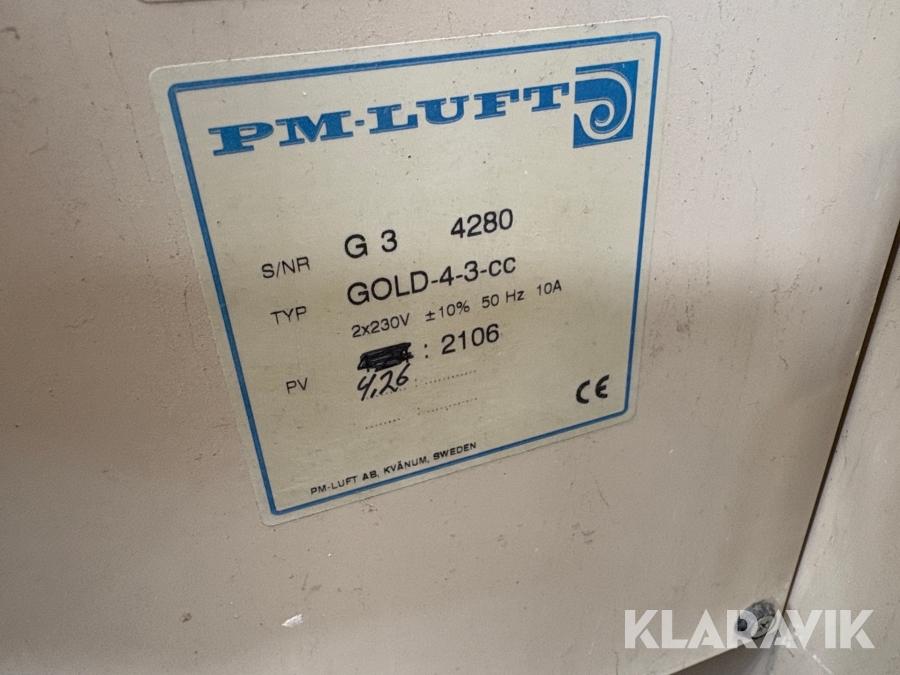 PM-LUFT
S/NR G 3 4280
TYP GOLD-4-3-cc
2x230V ±10% 50 Hz 10A
PV : 2106
4,26 :
:
CE
PM-LUFT AB, KVÄNUM, SWEDEN
KLARAVIK